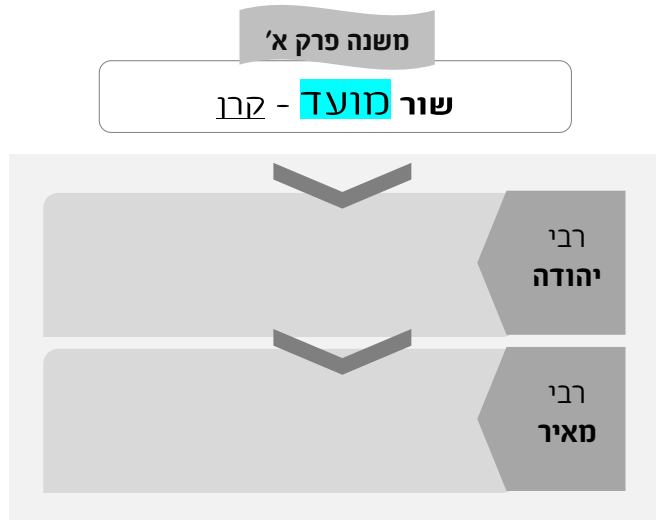 משנה פרק א׳
שור מועד - קרן
רבי
יהודה
רבי
מאיר